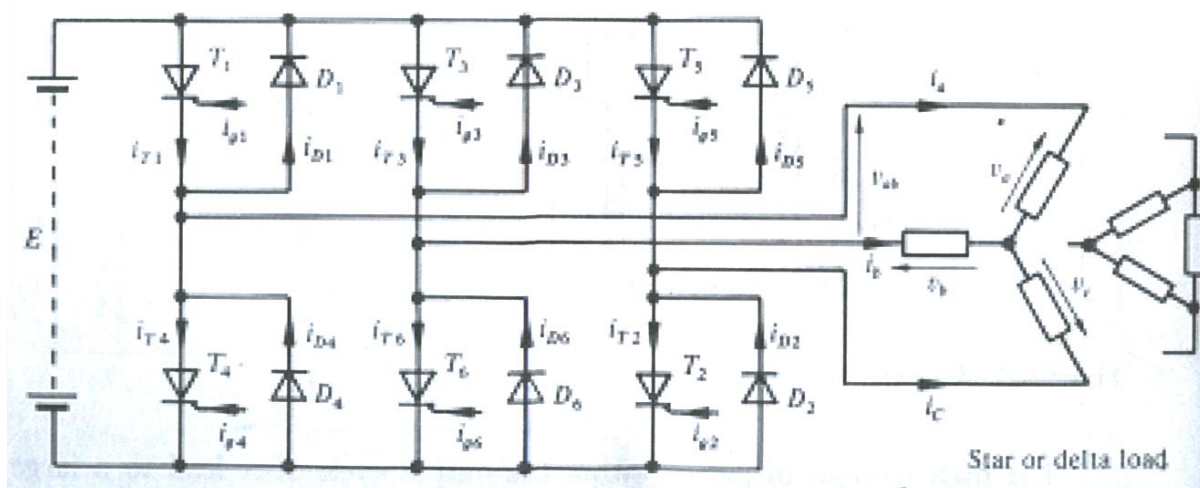 T1 D1 T3 D3 T5 D5
ig1 ig3 ig5
iT1 iD1 iT3 iD3 iT5 iD5
ia
vab va
E
ib vb vc
iT4 iD4 iT6 iD6 iT2 iD2
T4 D4 T6 D6 T2 D2
ig4 ig6 ig2
iC
Star or delta load